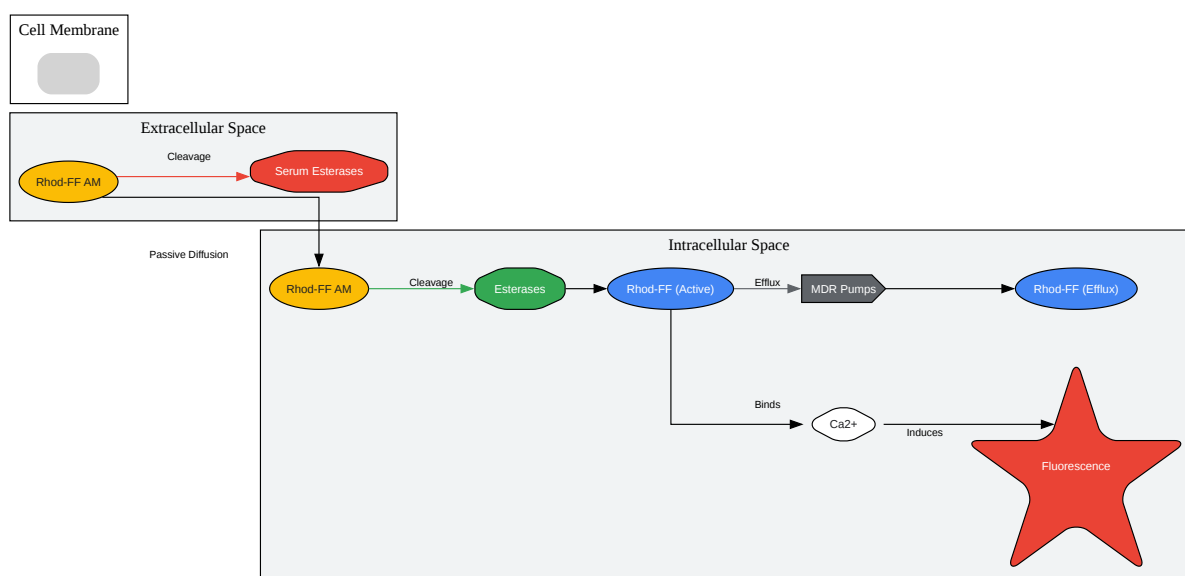 Cell Membrane
Extracellular Space
Cleavage
Rhod-FF AM
Serum Esterases
Passive Diffusion
Intracellular Space
Rhod-FF AM
Cleavage
Esterases
Rhod-FF (Active)
Efflux
MDR Pumps
Rhod-FF (Efflux)
Binds
Ca2+
Induces
Fluorescence